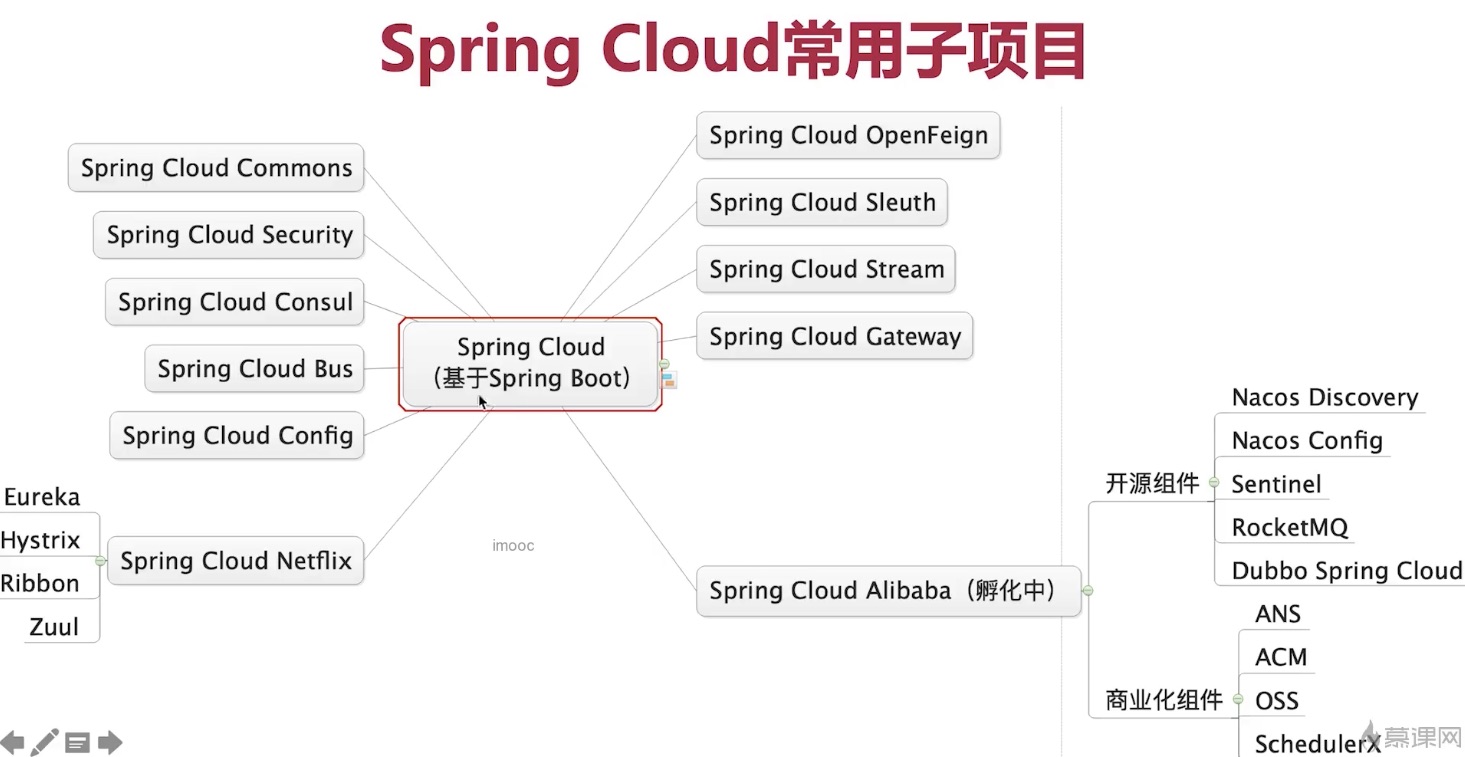 Spring Cloud常用子项目
Spring Cloud Commons
Spring Cloud Security
Spring Cloud Consul
Spring Cloud Bus
Spring Cloud Config
Spring Cloud Netflix
Eureka
Hystrix
Ribbon
Zuul
Spring Cloud
（基于Spring Boot）
imooc
Spring Cloud OpenFeign
Spring Cloud Sleuth
Spring Cloud Stream
Spring Cloud Gateway
Spring Cloud Alibaba（孵化中）
开源组件
Nacos Discovery
Nacos Config
Sentinel
RocketMQ
Dubbo Spring Cloud
商业化组件
ANS
ACM
OSS
SchedulerX
慕课网